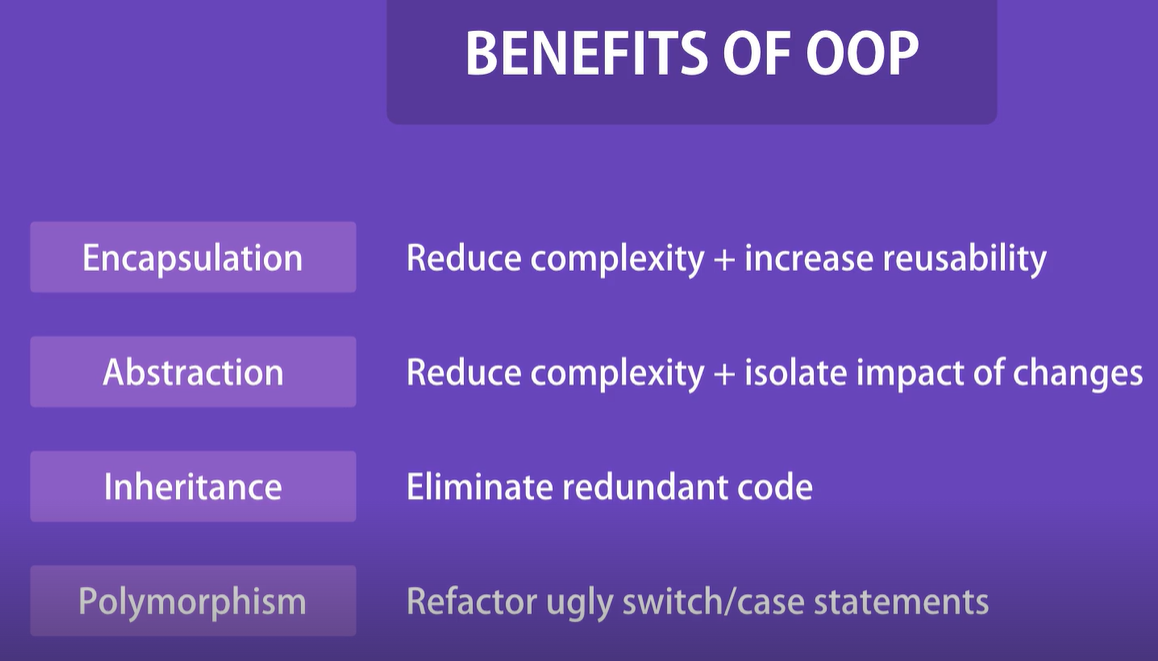 BENEFITS OF OOP
Encapsulation Reduce complexity + increase reusability
Abstraction Reduce complexity + isolate impact of changes
Inheritance Eliminate redundant code
Polymorphism Refactor ugly switch/case statements